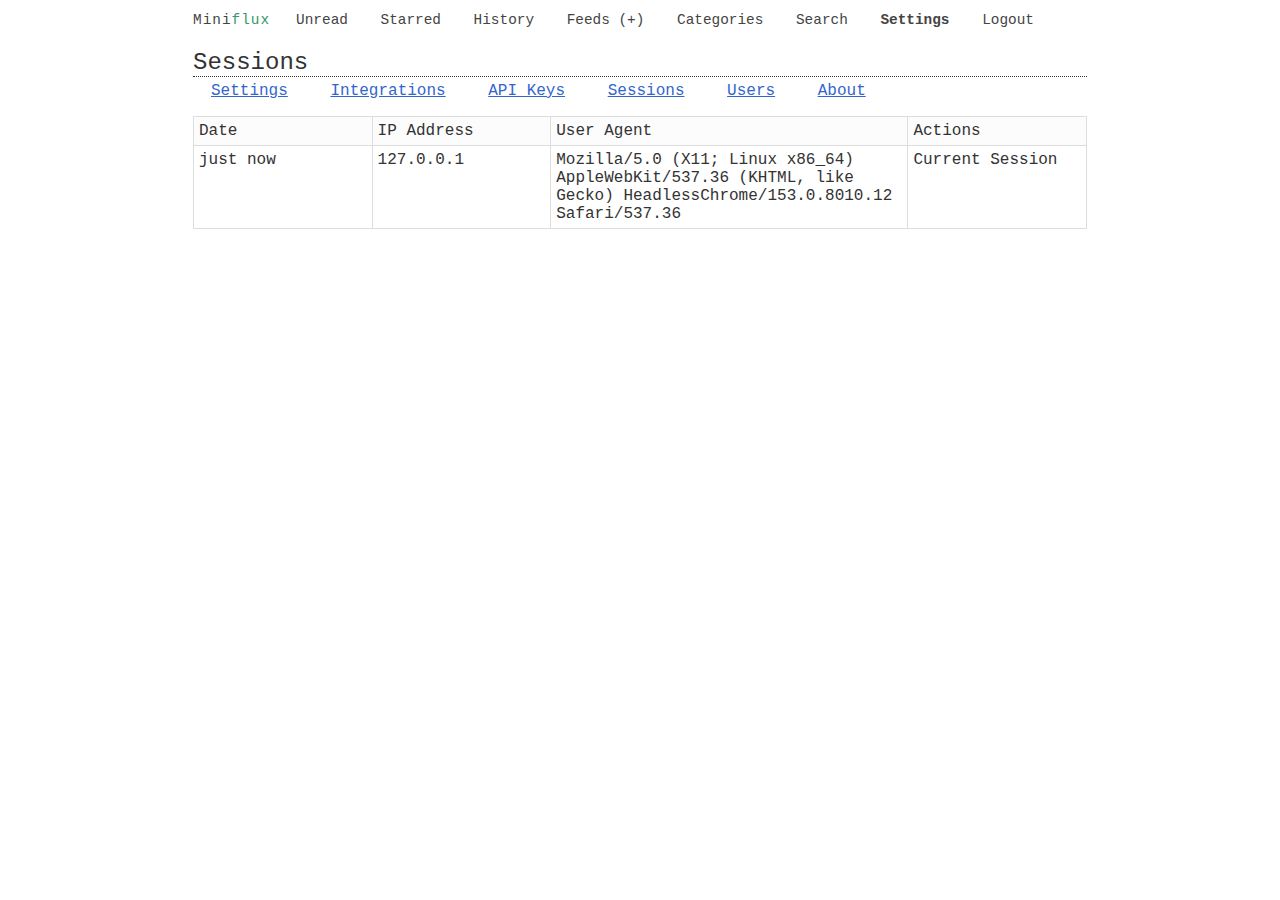 Miniflux Unread Starred History Feeds (+) Categories Search Settings Logout
Sessions
Settings Integrations API Keys Sessions Users About
Date IP Address User Agent Actions
just now 127.0.0.1 Mozilla/5.0 (X11; Linux x86_64) Current Session
AppleWebKit/537.36 (KHTML, like
Gecko) HeadlessChrome/153.0.8010.12
Safari/537.36